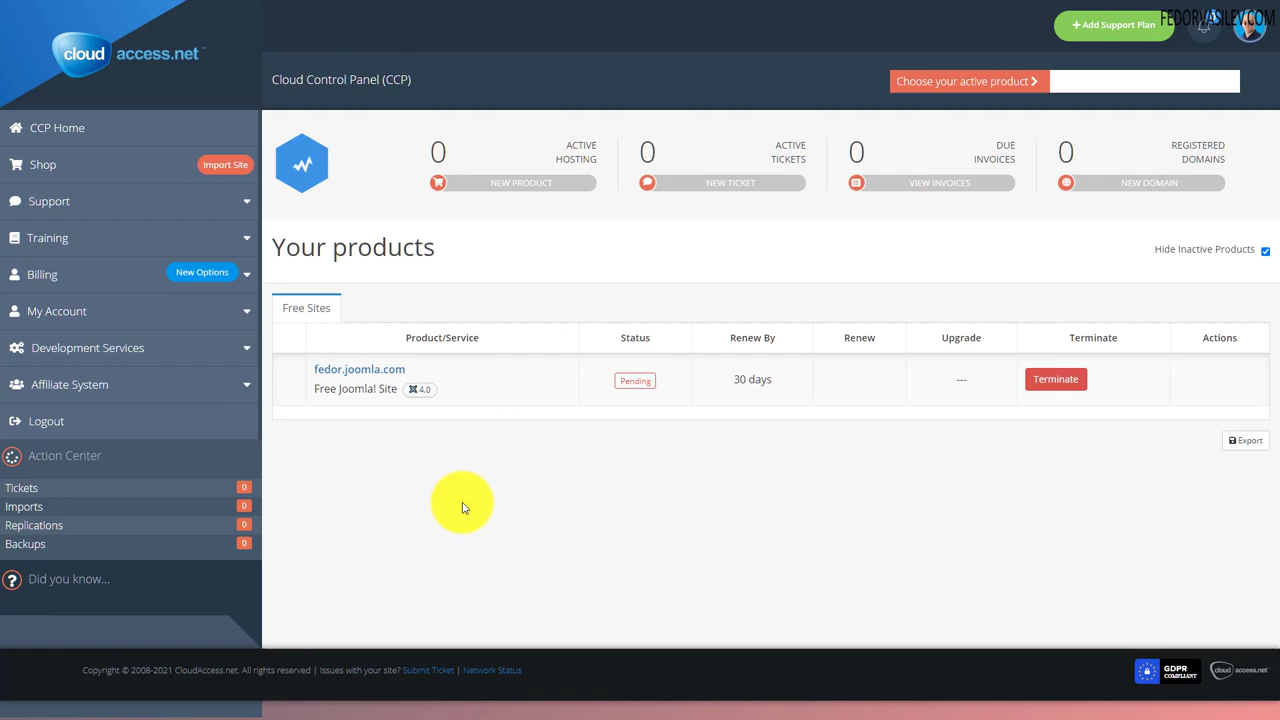 cloudaccess.net™
+ Add Support Plan
FEDORVASILEV.COM
Cloud Control Panel (CCP)
Choose your active product
CCP Home
Shop
Import Site
Support
Training
Billing
New Options
My Account
Development Services
Affiliate System
Logout
Action Center
Tickets 0
Imports 0
Replications 0
Backups 0
Did you know...
0 ACTIVE HOSTING
NEW PRODUCT
0 ACTIVE TICKETS
NEW TICKET
0 DUE INVOICES
VIEW INVOICES
0 REGISTERED DOMAINS
NEW DOMAIN
Your products
Hide Inactive Products
Free Sites
Product/Service Status Renew By Renew Upgrade Terminate Actions
fedor.joomla.com
Free Joomla! Site 4.0
Pending
30 days
---
Terminate
Export
Copyright © 2008-2021 CloudAccess.net. All rights reserved | Issues with your site? Submit Ticket | Network Status
GDPR
COMPLIANT
cloudaccess.net